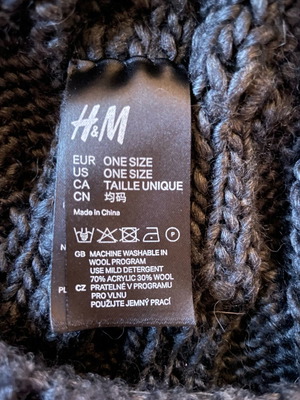 H&M
EUR ONE SIZE
US ONE SIZE
CA TAILLE UNIQUE
CN 均码
Made in China
GB MACHINE WASHABLE IN
WOOL PROGRAM
USE MILD DETERGENT
70% ACRYLIC 30% WOOL
CZ PRATELNÉ V PROGRAMU
PRO VLNU
POUŽIJTE JEMNÝ PRACÍ
N
PL